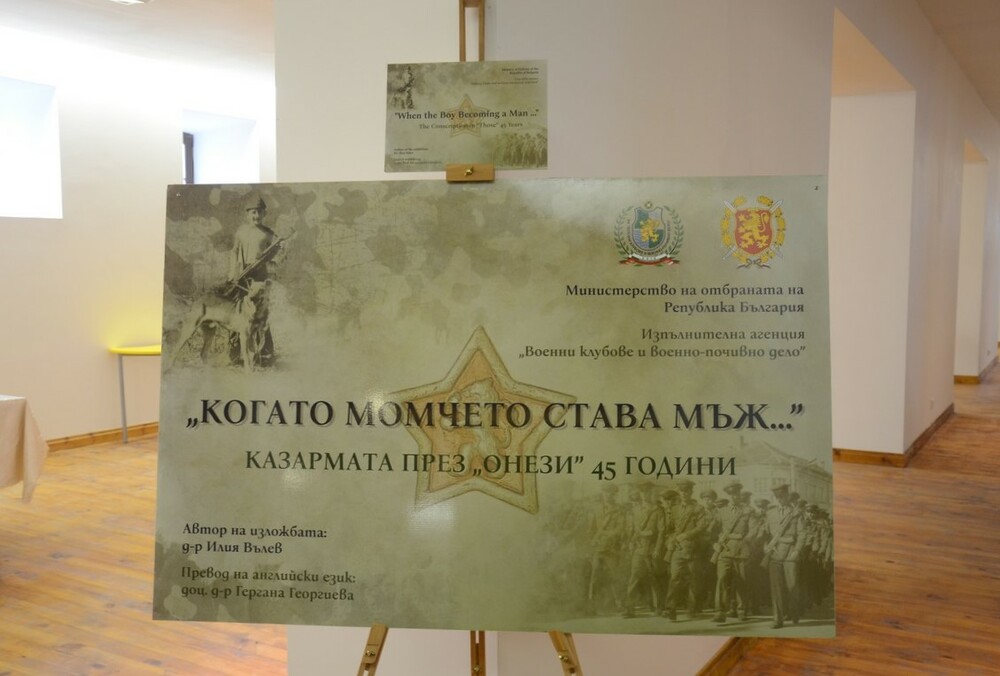 "When the Boy Becoming a Man ..."
45 Years
Министерство на отбраната на
Република България
Изпълнителна агенция
„Военни клубове и военно-почивно дело"
„КОГАТО МОМЧЕТО СТАВА МЪЖ..."
КАЗАРМАТА ПРЕЗ „ОНЕЗИ" 45 ГОДИНИ
Автор на изложбата:
д-р Илия Вълев
Превод на английски език:
доц. д-р Гергана Георгиева